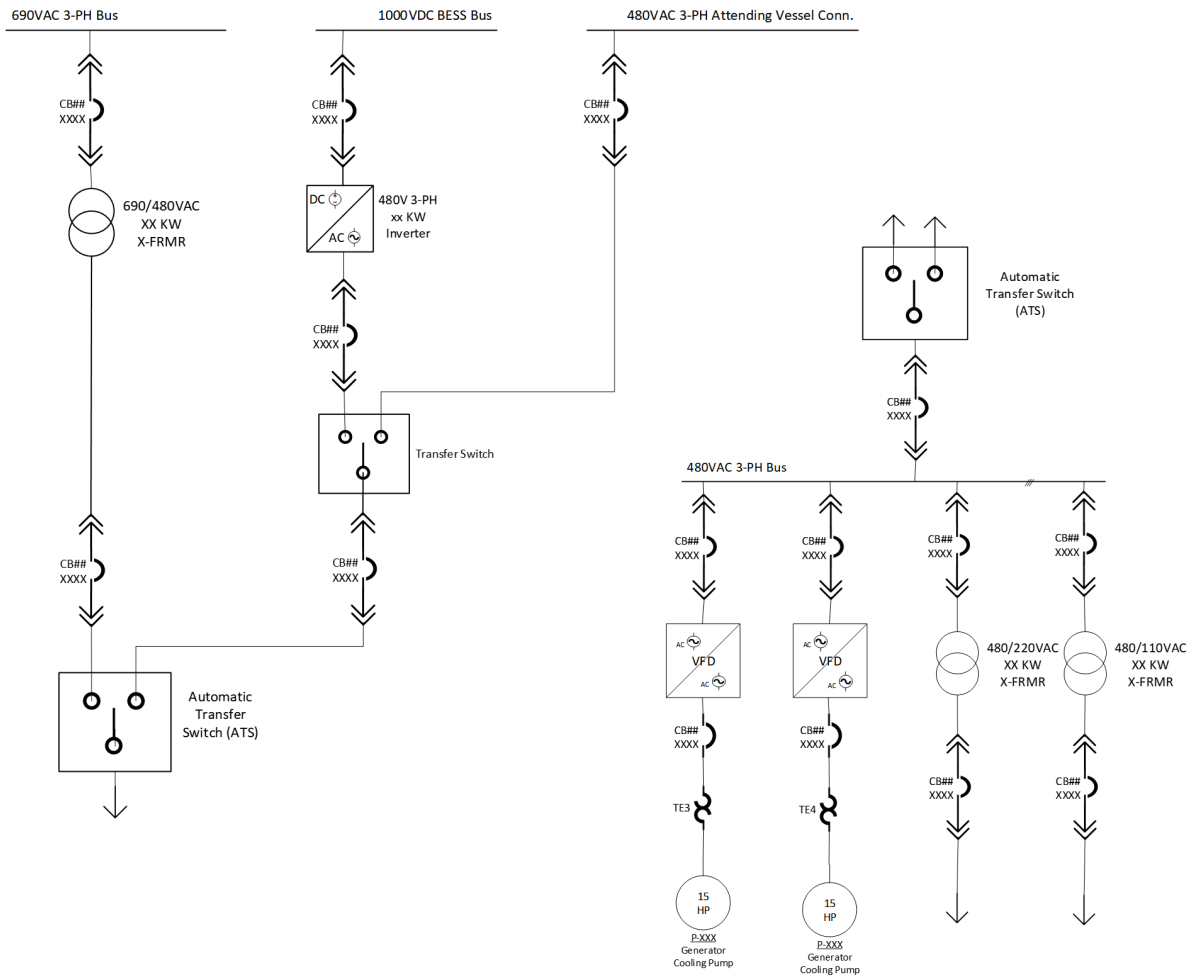 690VAC 3-PH Bus
1000VDC BESS Bus
480VAC 3-PH Attending Vessel Conn.
CB##
XXXX
CB##
XXXX
CB##
XXXX
690/480VAC
XX KW
X-FRMR
DC
AC
480V 3-PH
xx KW
Inverter
CB##
XXXX
Transfer Switch
CB##
XXXX
CB##
XXXX
Automatic
Transfer
Switch (ATS)
Automatic
Transfer Switch
(ATS)
CB##
XXXX
480VAC 3-PH Bus
CB##
XXXX
CB##
XXXX
CB##
XXXX
CB##
XXXX
AC
VFD
AC
AC
VFD
AC
480/220VAC
XX KW
X-FRMR
480/110VAC
XX KW
X-FRMR
CB##
XXXX
CB##
XXXX
CB##
XXXX
CB##
XXXX
TE3
TE4
15
HP
P-XXX
Generator
Cooling Pump
15
HP
P-XXX
Generator
Cooling Pump